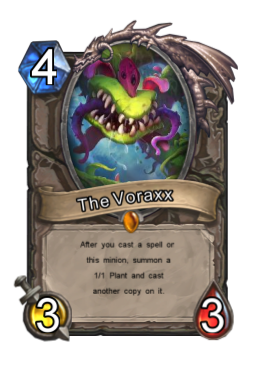 4
The Voraxx
After you cast a spell or
this minion, summon a
1/1 Plant and cast
another copy on it.
3
3